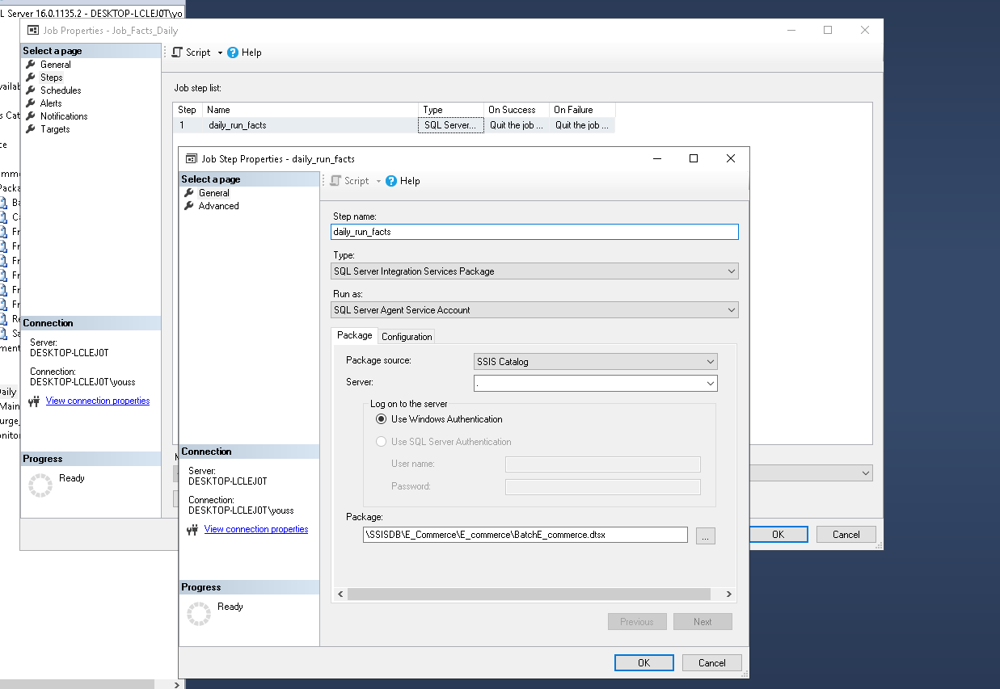 L Server 16.0.1135.2 - DESKTOP-LCLEJ0T\yo
Job Properties - Job_Facts_Daily
Select a page
General
Steps
Schedules
Alerts
Notifications
Targets
Script
Help
Job step list:
Step Name Type On Success On Failure
1 daily_run_facts SQL Server... Quit the job ... Quit the job ...
Job Step Properties - daily_run_facts
Select a page
General
Advanced
Script
Help
Step name:
daily_run_facts
Type:
SQL Server Integration Services Package
Run as:
SQL Server Agent Service Account
Package Configuration
Package source: SSIS Catalog
Server: .
Log on to the server
Use Windows Authentication
Use SQL Server Authentication
User name:
Password:
Package:
\SSISDB\E_Commerce\E_commerce\BatchE_commerce.dtsx
...
Previous Next
OK Cancel
Connection
Server:
DESKTOP-LCLEJ0T
Connection:
DESKTOP-LCLEJ0T\youss
View connection properties
Progress
Ready
Connection
Server:
DESKTOP-LCLEJ0T
Connection:
DESKTOP-LCLEJ0T\youss
View connection properties
Progress
Ready
OK Cancel